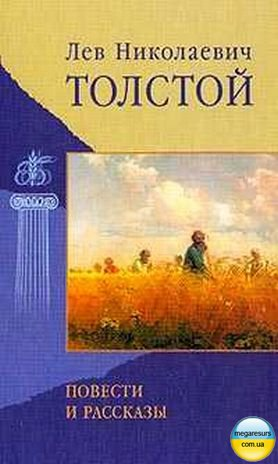 Лев Николаевич
ТОЛСТОЙ
ПОВЕСТИ
И РАССКАЗЫ
megaresurs
com.ua